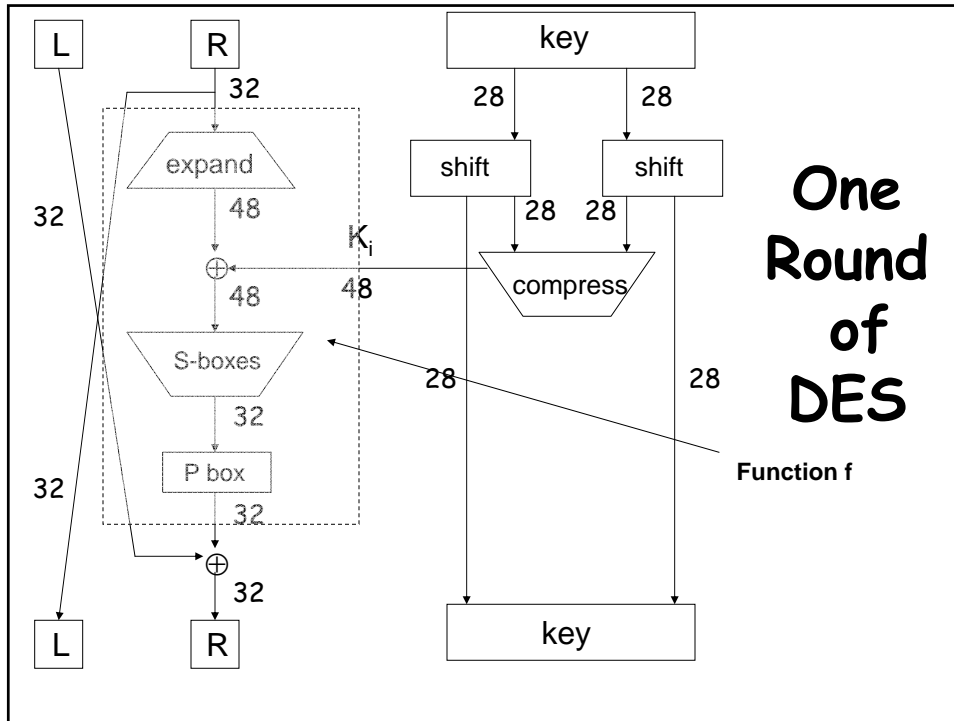 L
R
key
32
28
28
expand
shift
shift
One
Round
of
DES
32
48
28
28
K_i
⊕
48
compress
48
S-boxes
28
28
32
P box
Function f
32
32
⊕
32
L
R
key